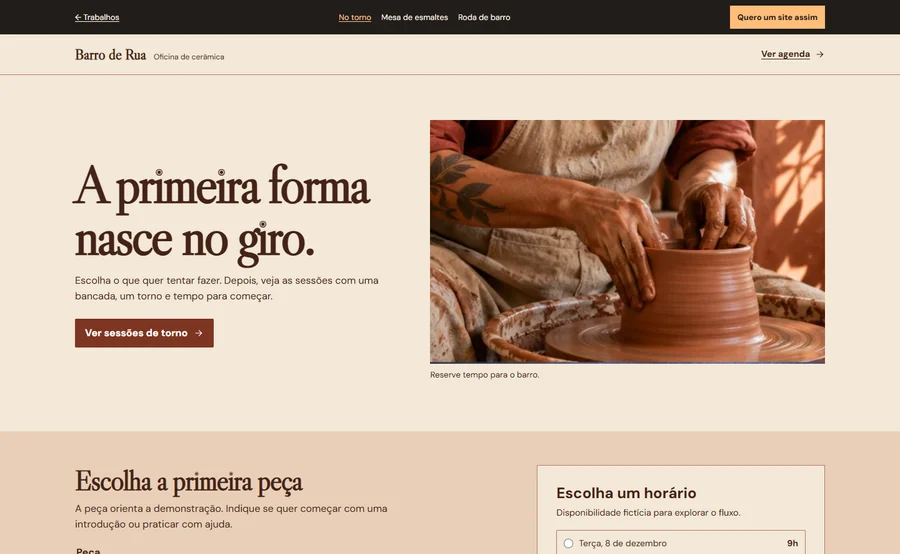 ← Trabalhos
No torno Mesa de esmaltes Roda de barro
Quero um site assim
Barro de Rua Oficina de cerâmica
Ver agenda →
A primeira forma
nasce no giro.
Escolha o que quer tentar fazer. Depois, veja as sessões com uma
bancada, um torno e tempo para começar.
Ver sessões de torno →
Reserve tempo para o barro.
Escolha a primeira peça
A peça orienta a demonstração. Indique se quer começar com uma
introdução ou praticar com ajuda.
Peça
Escolha um horário
Disponibilidade fictícia para explorar o fluxo.
Terça, 8 de dezembro 9h